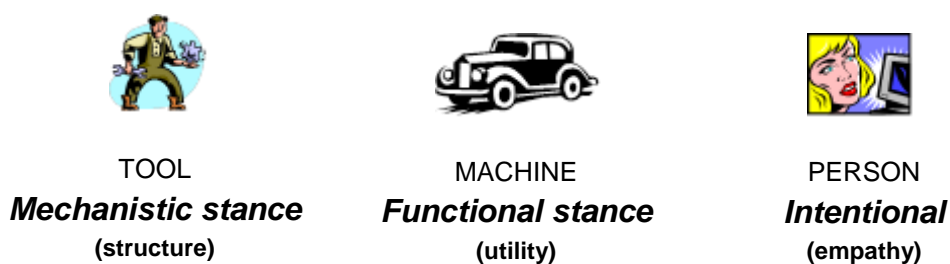 TOOL
Mechanistic stance
(structure)
MACHINE
Functional stance
(utility)
PERSON
Intentional
(empathy)